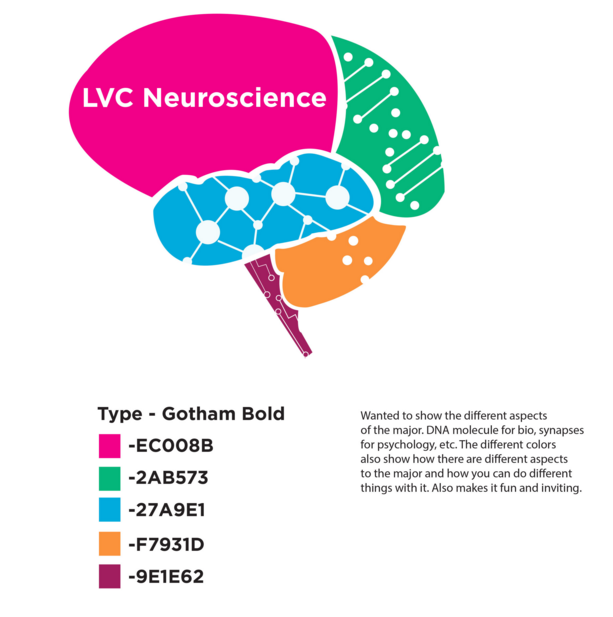 LVC Neuroscience
Type - Gotham Bold
-EC008B
-2AB573
-27A9E1
-F7931D
-9E1E62
Wanted to show the different aspects
of the major. DNA molecule for bio, synapses
for psychology, etc. The different colors
also show how there are different aspects
to the major and how you can do different
things with it. Also makes it fun and inviting.